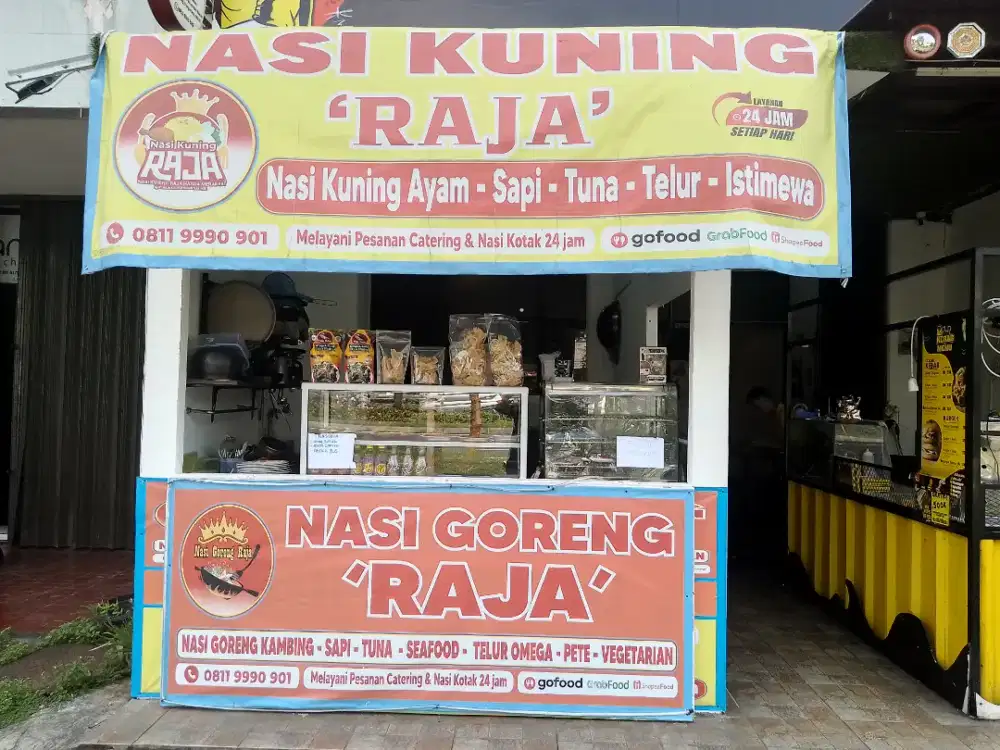 NASI KUNING
'RAJA'
Nasi Kuning
RAJA
LAYANAN
24 JAM
SETIAP HARI
Nasi Kuning Ayam - Sapi - Tuna - Telur - Istimewa
0811 9990 901
Melayani Pesanan Catering & Nasi Kotak 24 jam
gofood GrabFood ShopeeFood
NASI GORENG
'RAJA'
Nasi Goreng Raja
NASI GORENG KAMBING - SAPI - TUNA - SEAFOOD - TELUR OMEGA - PETE - VEGETARIAN
0811 9990 901
Melayani Pesanan Catering & Nasi Kotak 24 jam
gofood GrabFood ShopeeFood